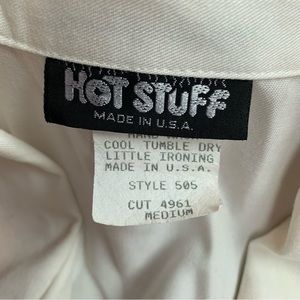 HOT STUFF
MADE IN U.S.A.
COOL TUMBLE DRY
LITTLE IRONING
MADE IN U.S.A.
STYLE 505
CUT 4961
MEDIUM